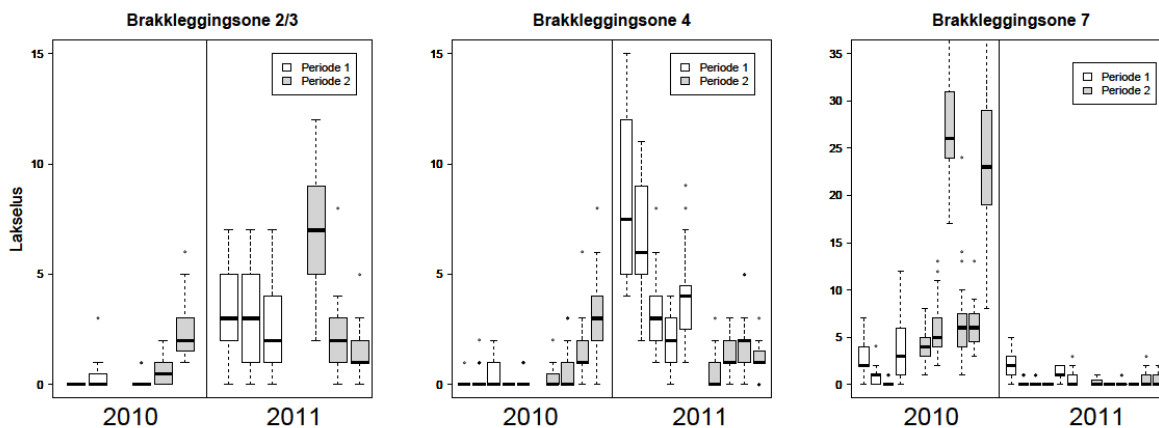 Brakkleggingsone 2/3
Brakkleggingsone 4
Brakkleggingsone 7
Lakselus
15
10
5
0
Periode 1
Periode 2
2010
2011
15
10
5
0
Periode 1
Periode 2
2010
2011
35
30
25
20
15
10
5
0
Periode 1
Periode 2
2010
2011